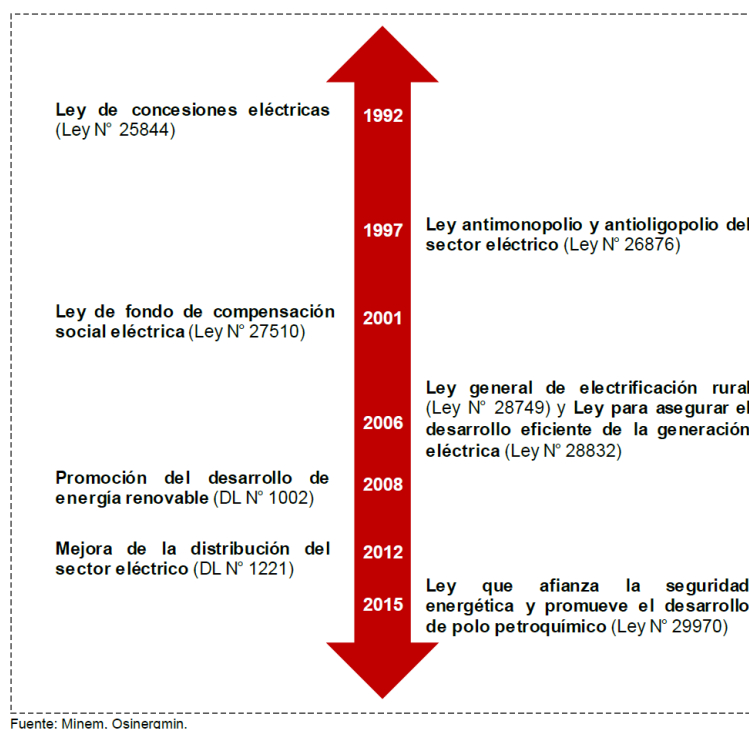 Ley de concesiones eléctricas
(Ley N° 25844)
1992
1997
Ley antimonopolio y antioligopolio del
sector eléctrico (Ley N° 26876)
Ley de fondo de compensación
social eléctrica (Ley N° 27510)
2001
2006
Ley general de electrificación rural
(Ley N° 28749) y Ley para asegurar el
desarrollo eficiente de la generación
eléctrica (Ley N° 28832)
Promoción del desarrollo de
energía renovable (DL N° 1002)
2008
Mejora de la distribución del
sector eléctrico (DL N° 1221)
2012
2015
Ley que afianza la seguridad
energética y promueve el desarrollo
de polo petroquímico (Ley N° 29970)
Fuente: Minem, Osinergmin.